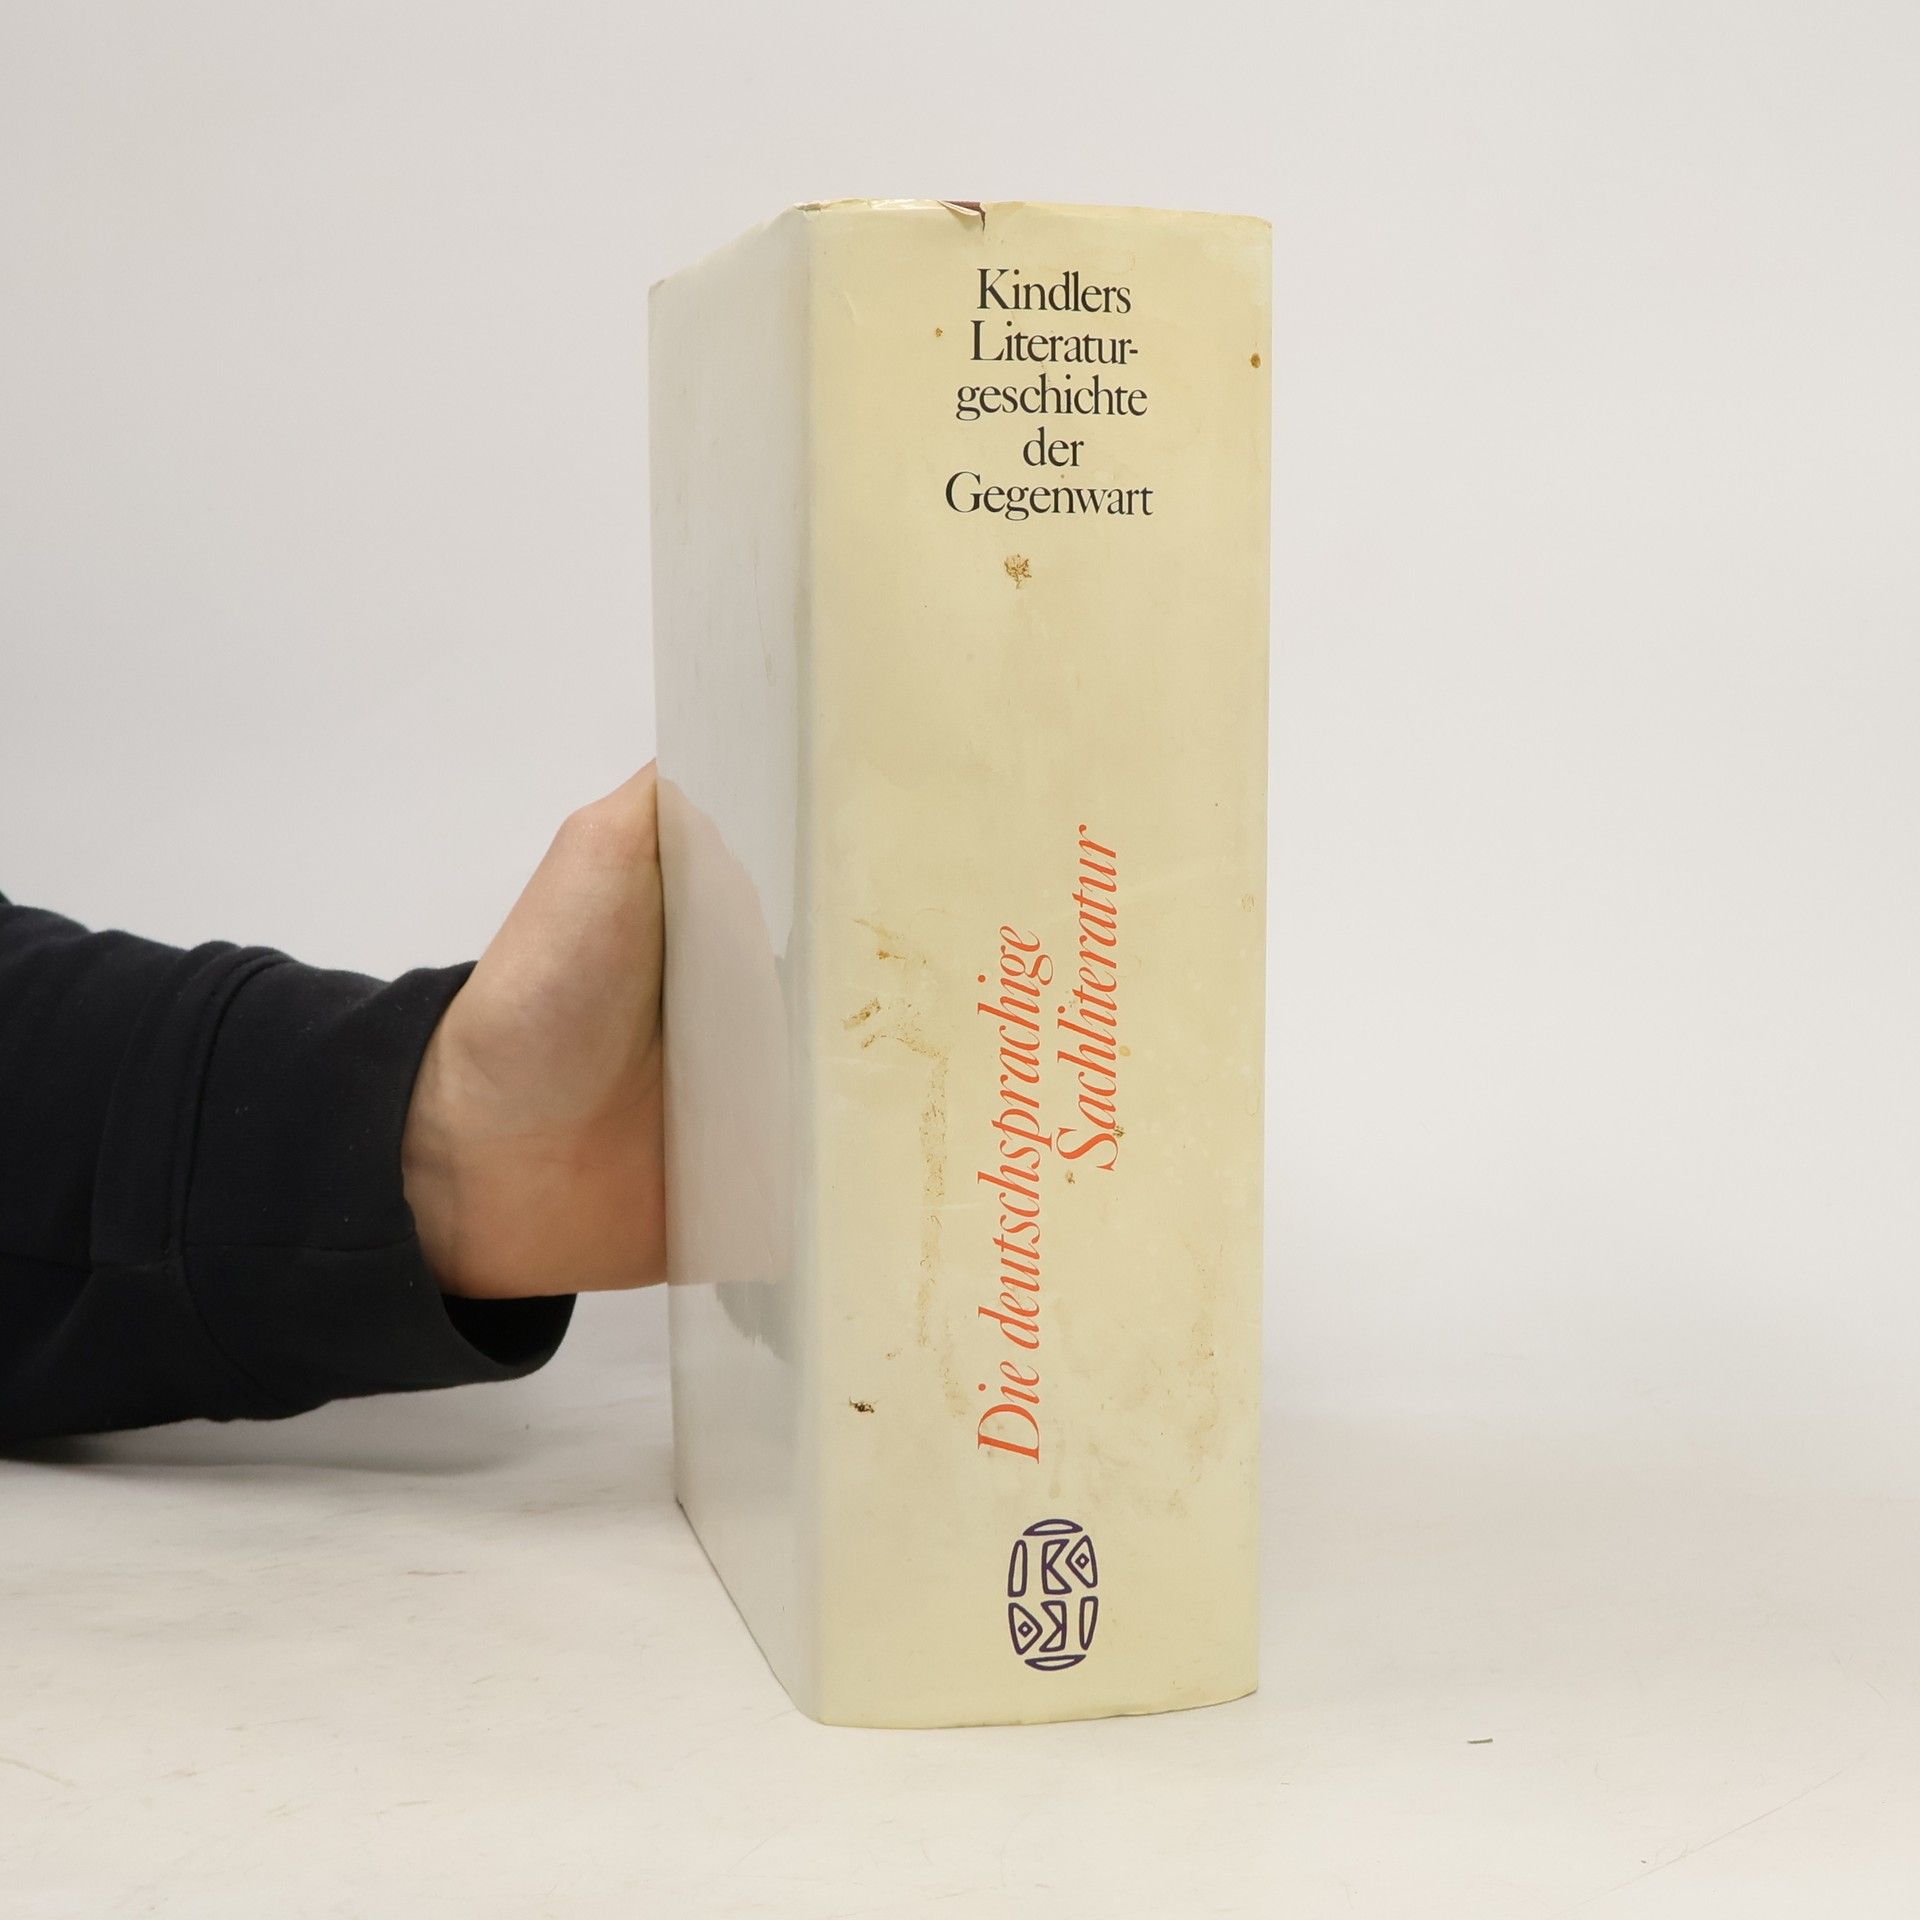 Kindlers
Literatur-
geschichte
der
Gegenwart
Die deutschsprachige
Sachliteratur